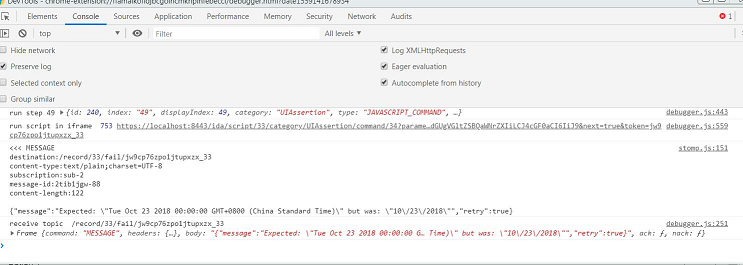 DevTools - chrome-extension://
Elements Console Sources Network Application Performance Memory Security Audits 1
top Filter All levels
Hide network Log XMLHttpRequests
Preserve log Eager evaluation
Selected context only Autocomplete from history
Group similar
run step 49 {id: 240, index: "49", displayIndex: 49, category: "UIAssertion", type: "JAVASCRIPT_COMMAND", …} debugger.js:443
run script in iframe 753 debugger.js:559
<<< MESSAGE stomp.js:151
destination:/record/33/fail/jw9cp76zpoljtupxzx_33
content-type:text/plain;charset=UTF-8
subscription:sub-2
content-length:122
{"message":"Expected: \"Tue Oct 23 2018 00:00:00 GMT+0800 (China Standard Time)\" but was: \"10\/23\/2018\"","retry":true}
receive topic /record/33/fail/jw9cp76zpoljtupxzx_33 debugger.js:251
Frame {command: "MESSAGE", headers: {…}, body: "{"message":"Expected: \"Tue Oct 23 2018 00:00:00 G… Time)\" but was: \"10\/23\/2018\"","retry":true}", ack: ƒ, nack: ƒ}